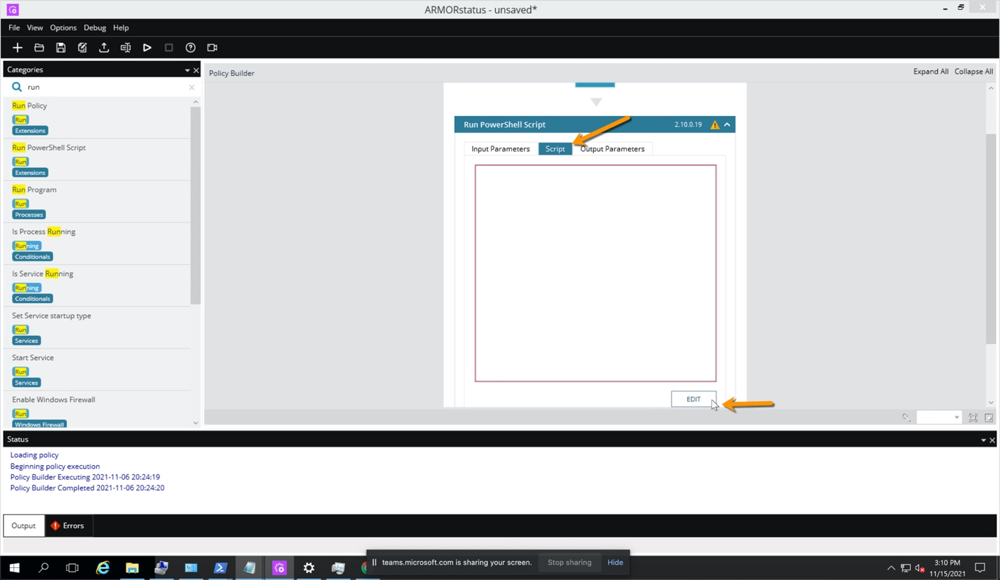 ARMORstatus - unsaved*
File View Options Debug Help
Categories
run
Run Policy
Run
Extensions
Run PowerShell Script
Run
Extensions
Run Program
Run
Processes
Is Process Running
Running
Conditionals
Is Service Running
Running
Conditionals
Set Service startup type
Run
Services
Start Service
Run
Services
Enable Windows Firewall
Run
Windows Firewall
Policy Builder
Expand All Collapse All
Run PowerShell Script 2.10.0.19
Input Parameters Script Output Parameters
EDIT
Status
Loading policy
Beginning policy execution
Policy Builder Executing 2021-11-06 20:24:19
Policy Builder Completed 2021-11-06 20:24:20
Output Errors
teams.microsoft.com is sharing your screen. Stop sharing Hide
3:10 PM
11/15/2021